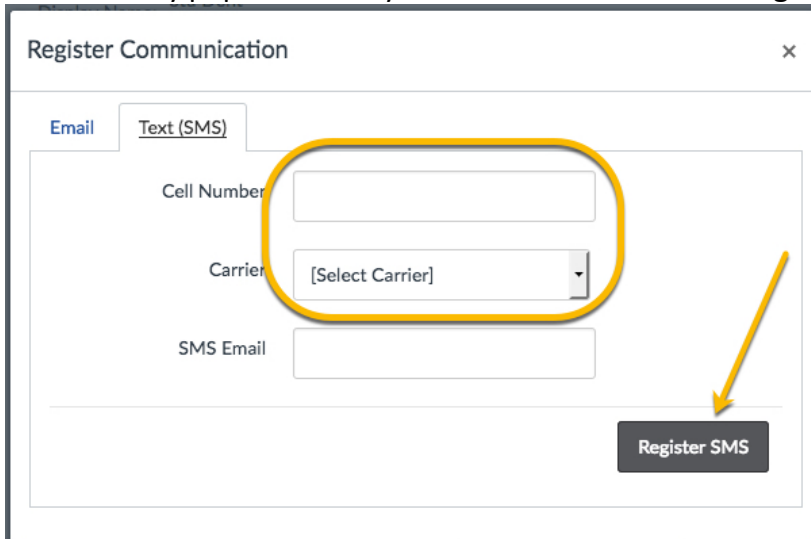 Register Communication ×
Email Text (SMS)
Cell Number
Carrier [Select Carrier]
SMS Email
Register SMS